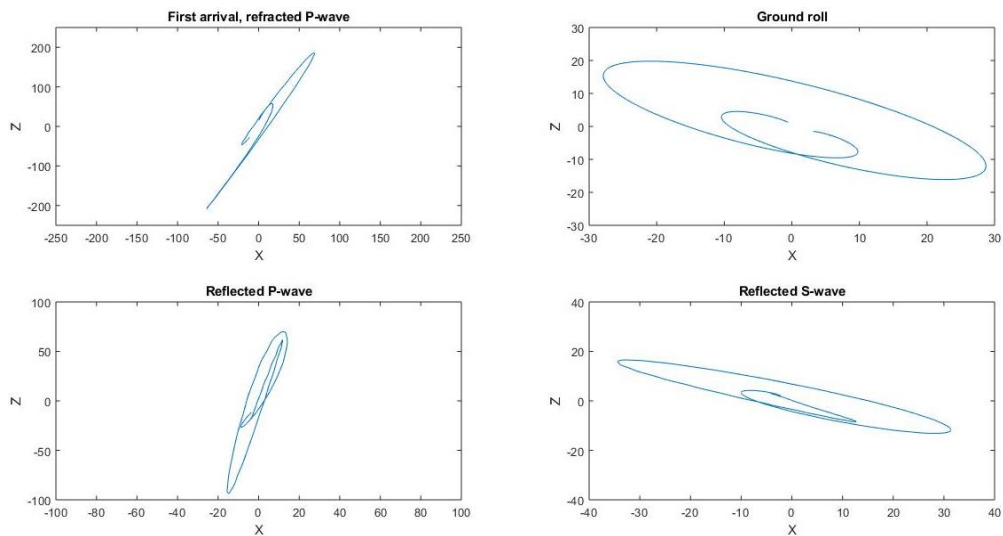 First arrival, refracted P-wave
200
100
0
-100
-200
Z
-250 -200 -150 -100 -50 0 50 100 150 200 250
X
Ground roll
30
20
10
0
-10
-20
-30
Z
-30 -20 -10 0 10 20 30
X
Reflected P-wave
100
50
0
-50
-100
Z
-100 -80 -60 -40 -20 0 20 40 60 80 100
X
Reflected S-wave
40
20
0
-20
-40
Z
-40 -30 -20 -10 0 10 20 30 40
X